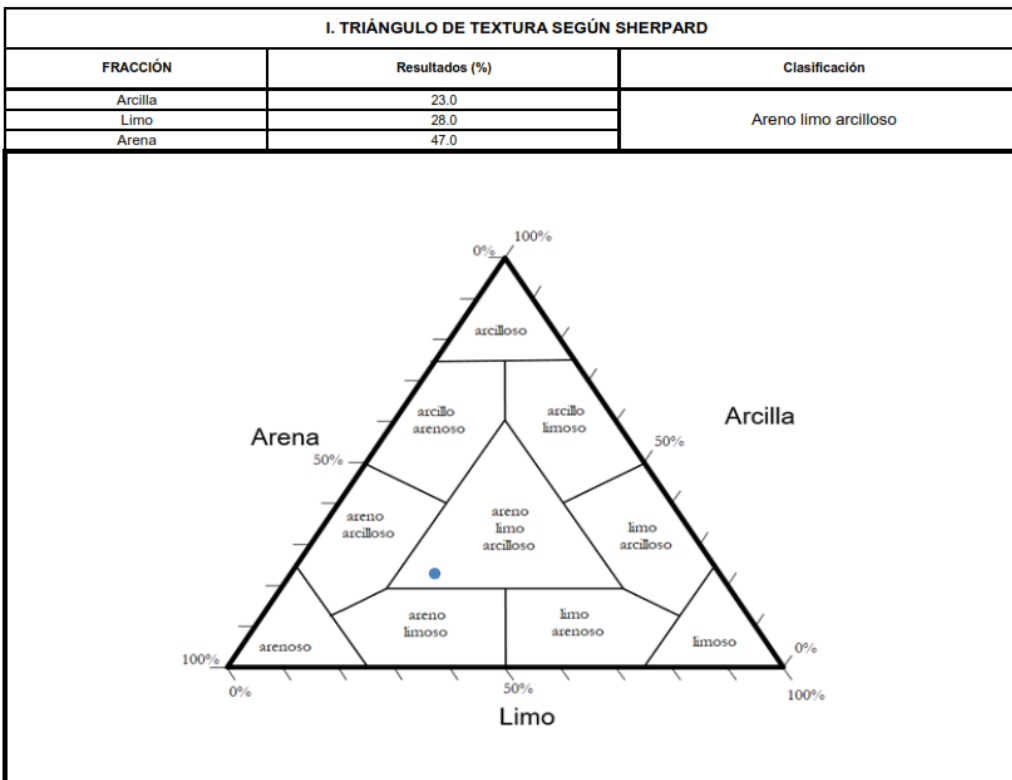 I. TRIÁNGULO DE TEXTURA SEGÚN SHERPARD
FRACCIÓN Resultados (%) Clasificación
Arcilla 23.0
Limo 28.0
Arena 47.0
Areno limo arcilloso
0% 100%
arcilloso
arcillo
arenoso
arcillo
limoso
Arcilla
Arena
50%
50%
areno
arcilloso
areno
limo
arcilloso
limo
arcilloso
areno
limoso
limo
arenoso
arenoso
limoso
100%
0%
0%
50%
100%
Limo